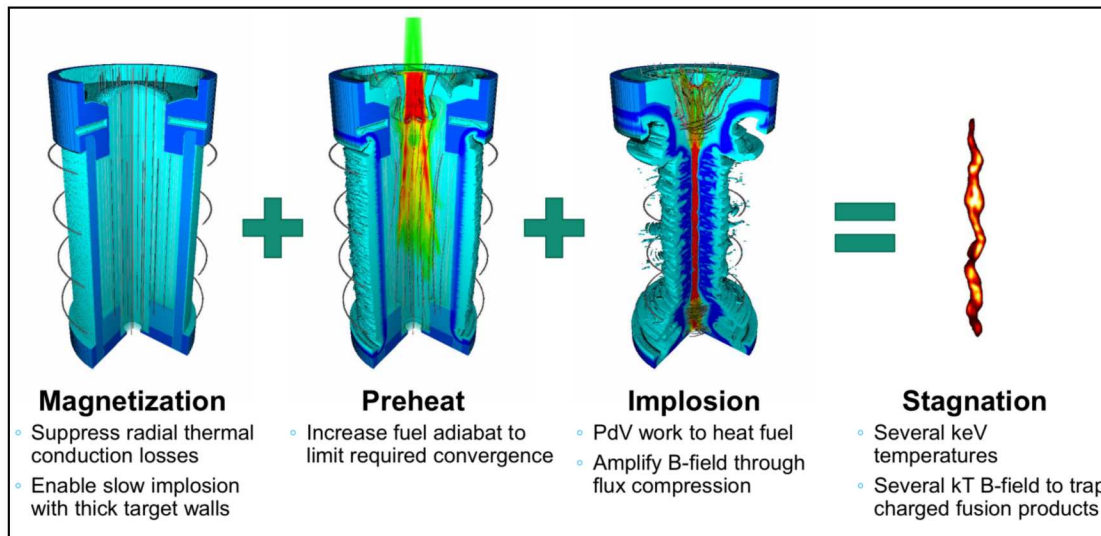 Magnetization
◦ Suppress radial thermal
conduction losses
◦ Enable slow implosion
with thick target walls
Preheat
◦ Increase fuel adiabat to
limit required convergence
Implosion
◦ PdV work to heat fuel
◦ Amplify B-field through
flux compression
Stagnation
◦ Several keV
temperatures
◦ Several kT B-field to trap
charged fusion products